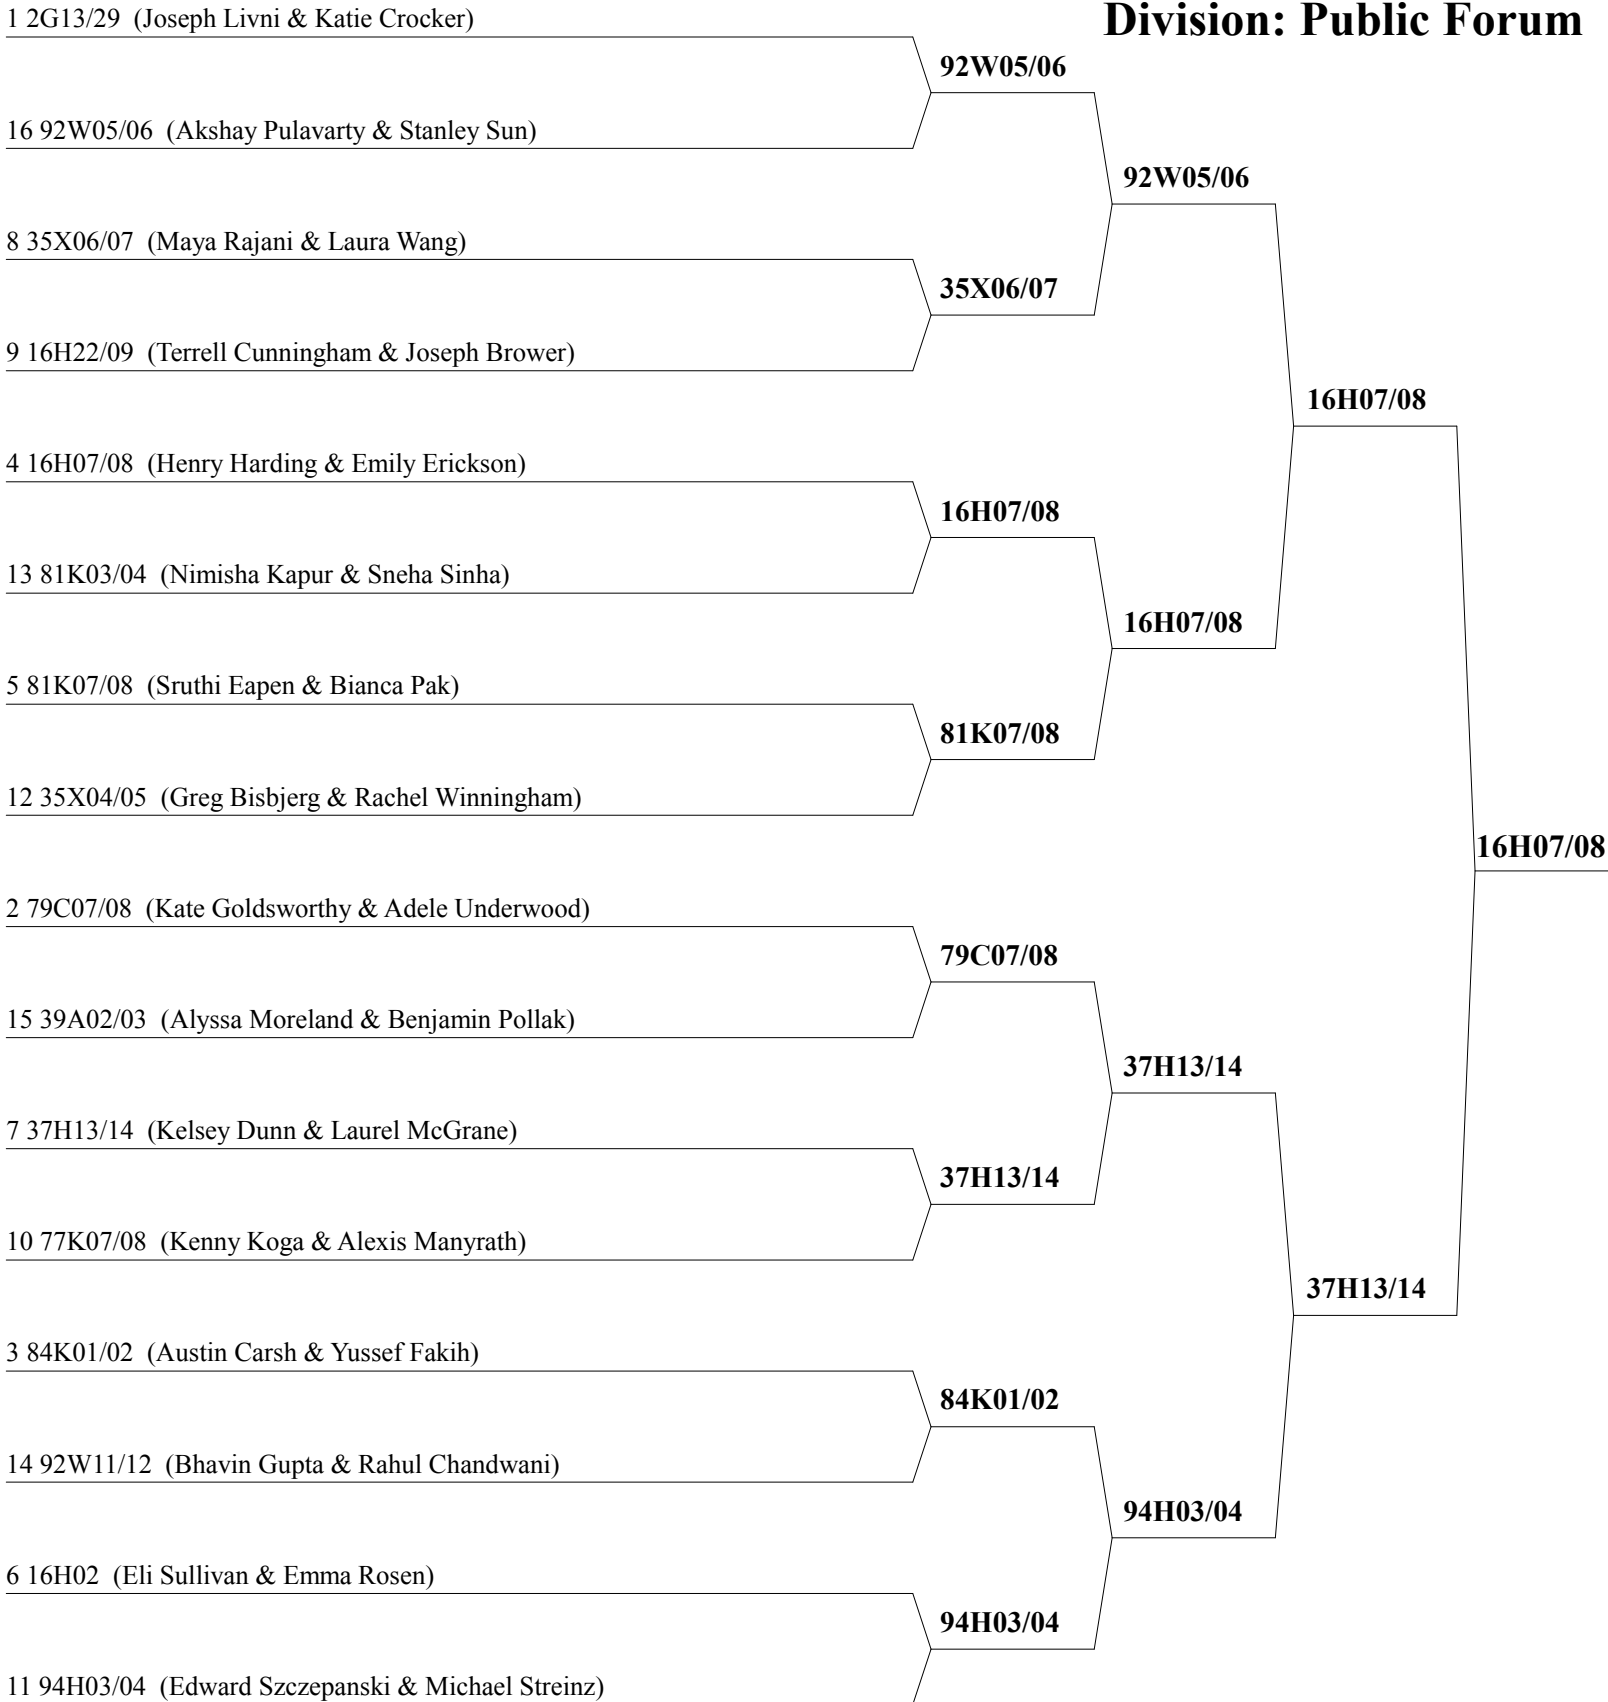 Division: Public Forum
1 2G13/29 (Joseph Livni & Katie Crocker)
92W05/06
16 92W05/06 (Akshay Pulavarty & Stanley Sun)
92W05/06
8 35X06/07 (Maya Rajani & Laura Wang)
35X06/07
9 16H22/09 (Terrell Cunningham & Joseph Brower)
16H07/08
4 16H07/08 (Henry Harding & Emily Erickson)
16H07/08
13 81K03/04 (Nimisha Kapur & Sneha Sinha)
16H07/08
5 81K07/08 (Sruthi Eapen & Bianca Pak)
81K07/08
12 35X04/05 (Greg Bisbjerg & Rachel Winningham)
16H07/08
2 79C07/08 (Kate Goldsworthy & Adele Underwood)
79C07/08
15 39A02/03 (Alyssa Moreland & Benjamin Pollak)
37H13/14
7 37H13/14 (Kelsey Dunn & Laurel McGrane)
37H13/14
10 77K07/08 (Kenny Koga & Alexis Manyrath)
37H13/14
3 84K01/02 (Austin Carsh & Yussef Fakih)
84K01/02
14 92W11/12 (Bhavin Gupta & Rahul Chandwani)
94H03/04
6 16H02 (Eli Sullivan & Emma Rosen)
94H03/04
11 94H03/04 (Edward Szczepanski & Michael Streinz)